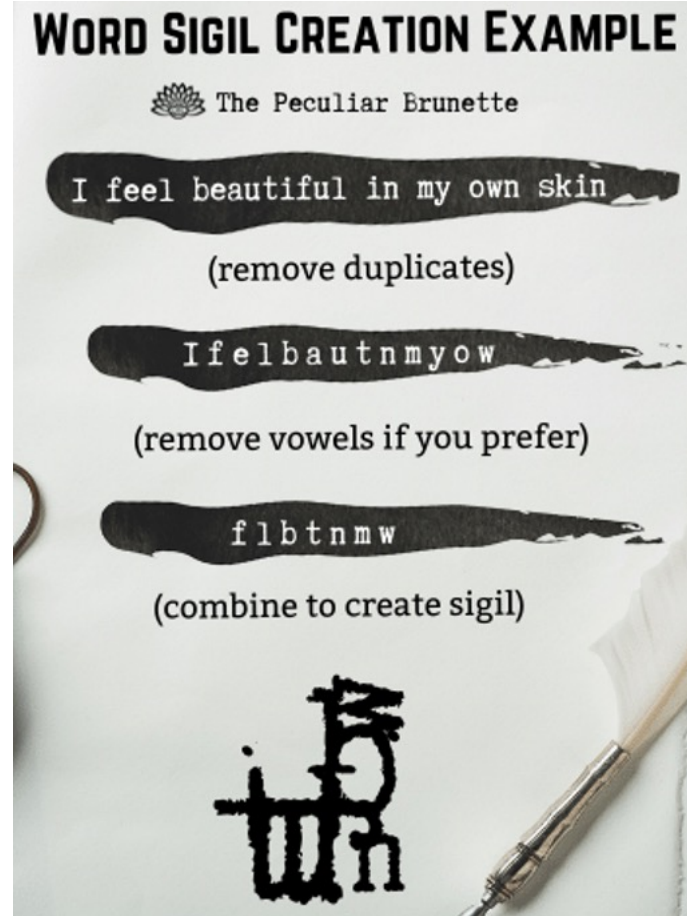 WORD SIGIL CREATION EXAMPLE
The Peculiar Brunette
I feel beautiful in my own skin
(remove duplicates)
Ifelbautnmyow
(remove vowels if you prefer)
flbtnmw
(combine to create sigil)